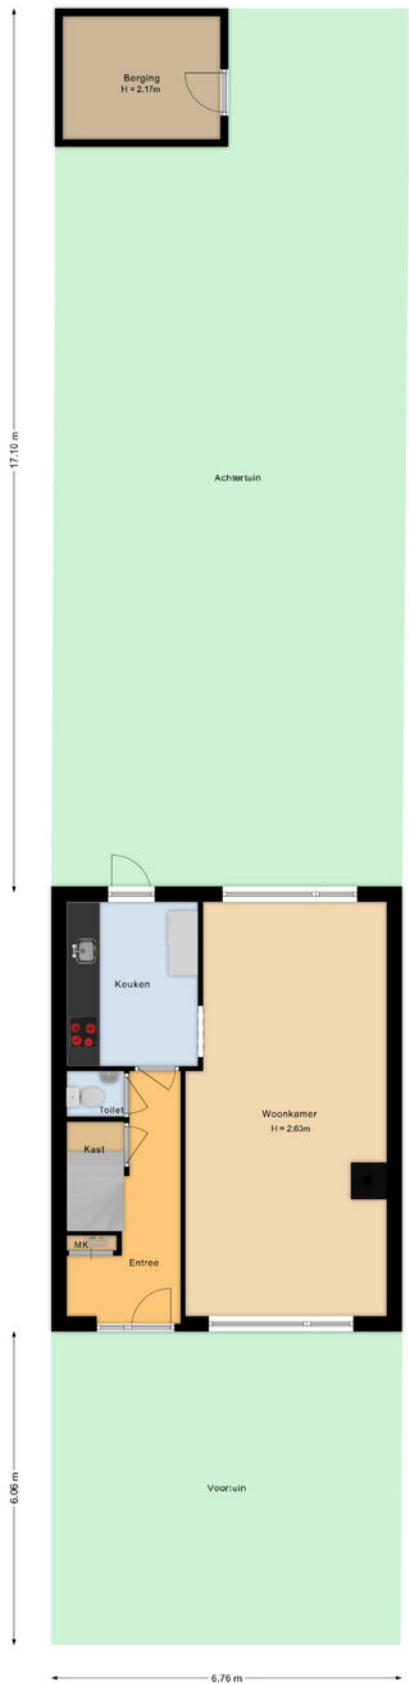 Berging
H = 2.17m
17.10 m
Achtertuin
Keuken
Toilet
Woonkamer
H = 2.63m
Kast
MK
Entree
6.06 m
Voortuin
6.76 m